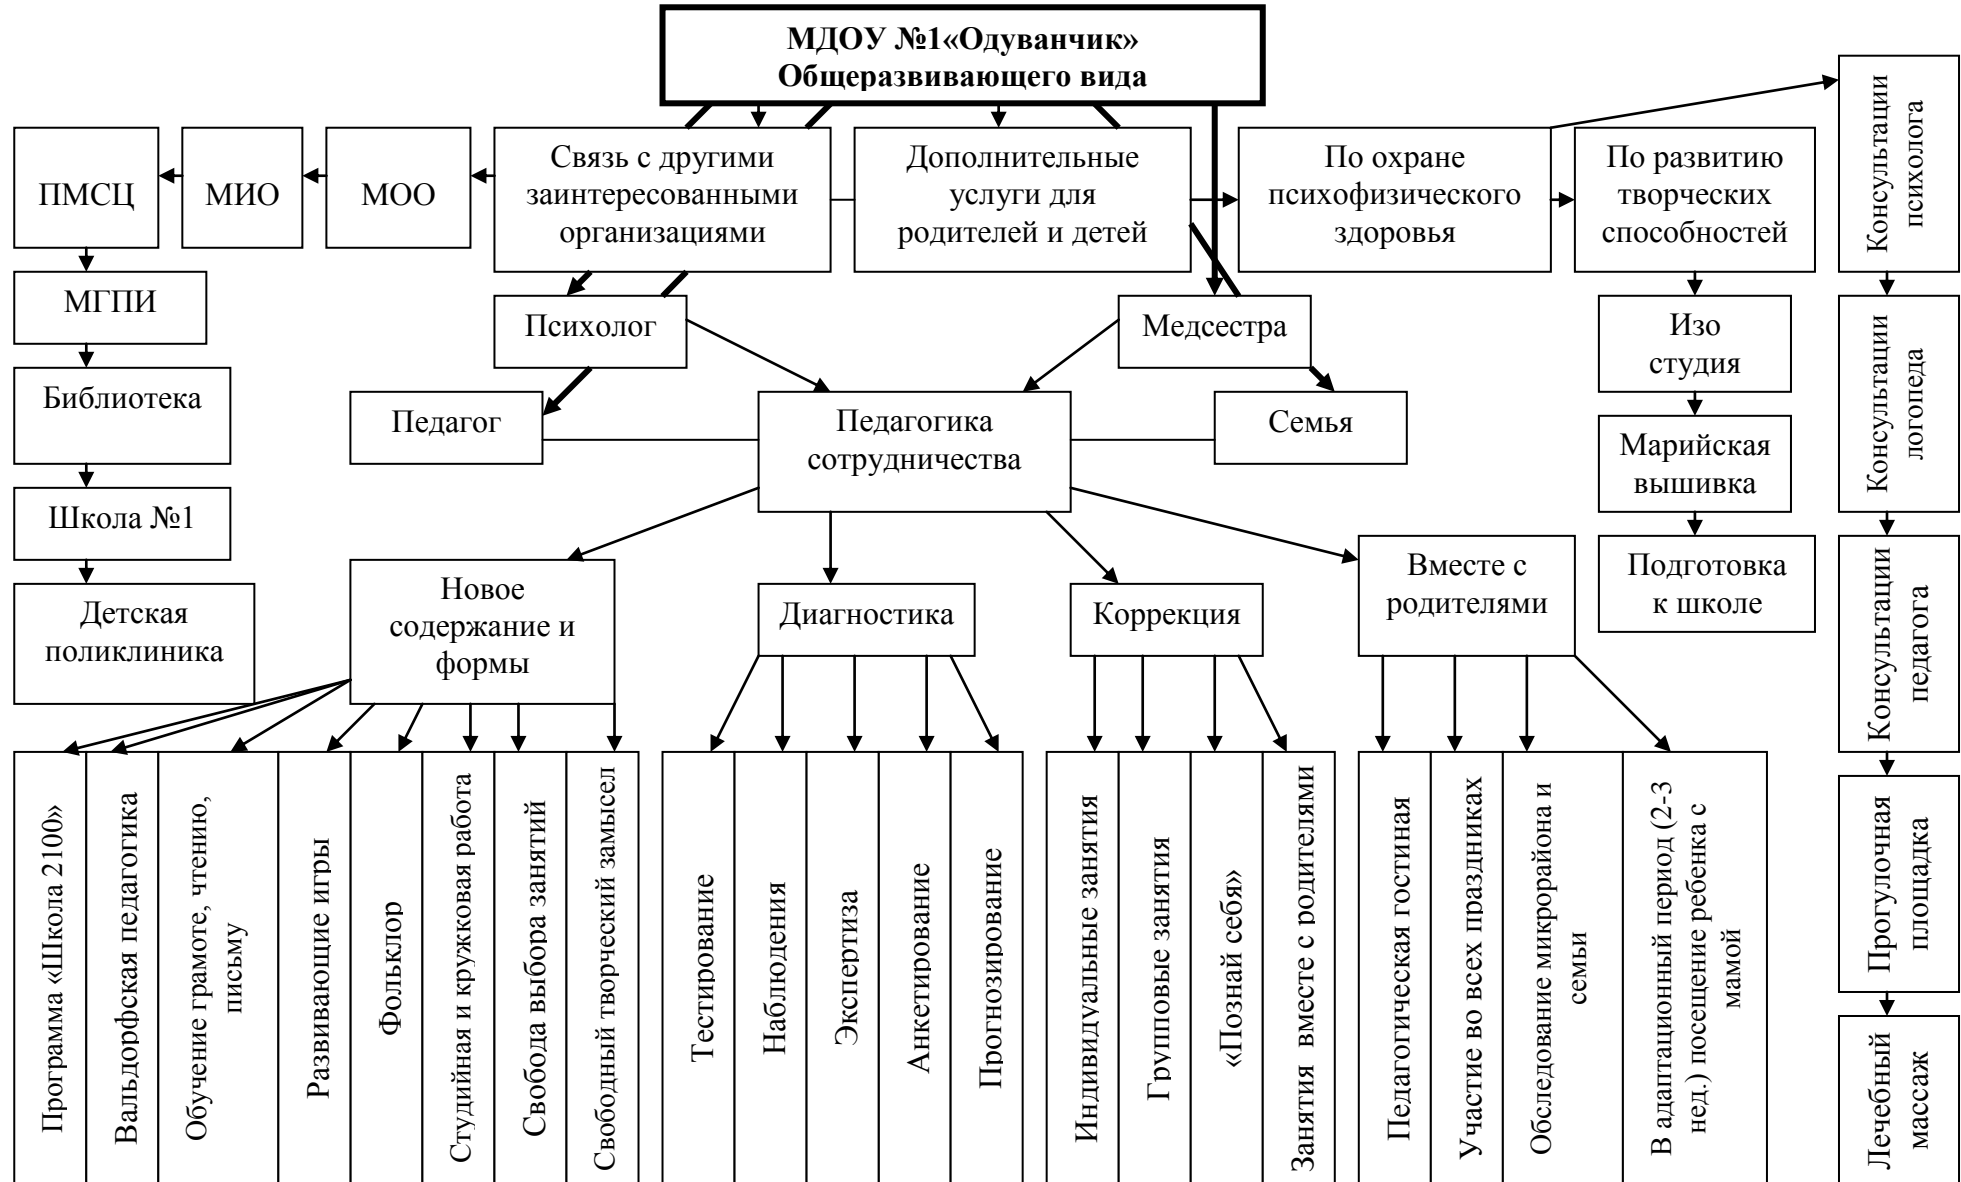 МДОУ №1«Одуванчик»
Общеразвивающего вида
ПМСЦ
МИО
МОО
Связь с другими
заинтересованными
организациями
Дополнительные
услуги для
родителей и детей
По охране
психофизического
здоровья
По развитию
творческих
способностей
Консультации
психолога
МГПИ
Библиотека
Школа №1
Детская
поликлиника
Психолог
Медсестра
Педагог
Педагогика
сотрудничества
Семья
Изо
студия
Марийская
вышивка
Подготовка
к школе
Консультации
логопеда
Консультации
педагога
Прогулочная
площадка
Лечебный
массаж
Новое
содержание и
формы
Диагностика
Коррекция
Вместе с
родителями
Программа «Школа 2100»
Вальдорфская педагогика
Обучение грамоте, чтению,
письму
Развивающие игры
Фольклор
Студийная и кружковая работа
Свобода выбора занятий
Свободный творческий замысел
Тестирование
Наблюдения
Экспертиза
Анкетирование
Прогнозирование
Индивидуальные занятия
Групповые занятия
«Познай себя»
Занятия вместе с родителями
Педагогическая гостиная
Участие во всех праздниках
Обследование микрорайона и
семьи
В адаптационный период (2-3
нед.) посещение ребенка с
мамой